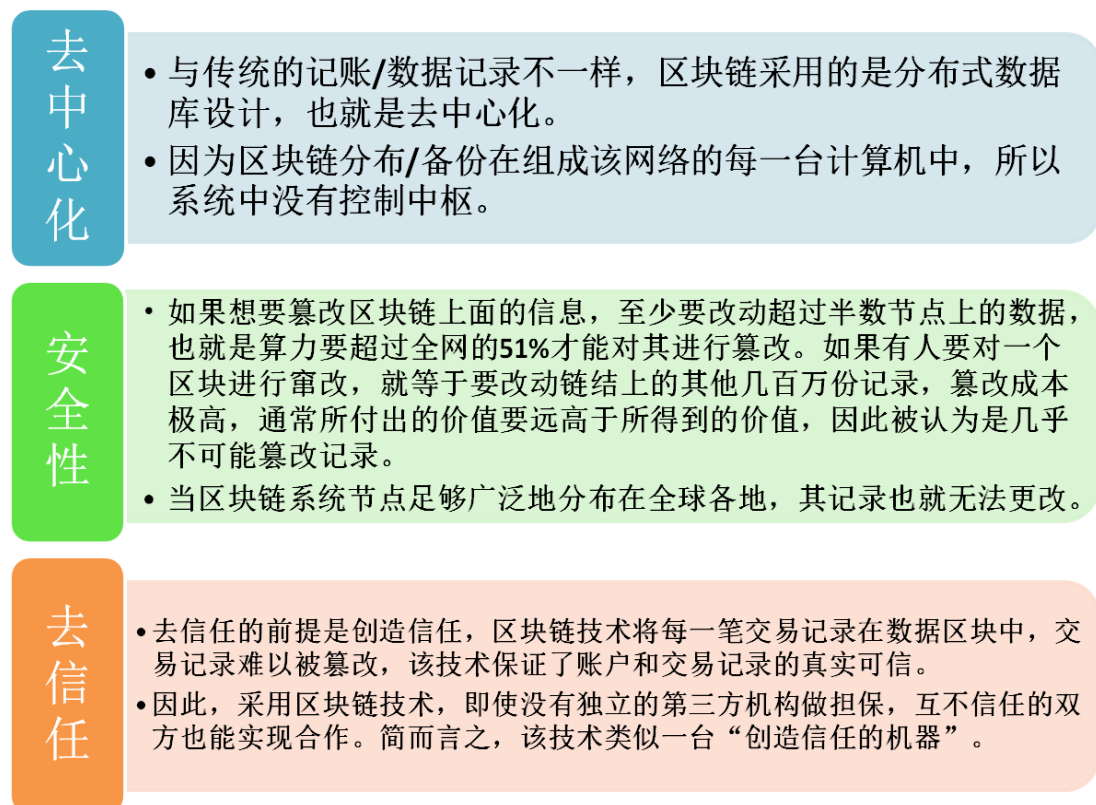 去中心化
• 与传统的记账/数据记录不一样，区块链采用的是分布式数据
库设计，也就是去中心化。
• 因为区块链分布/备份在组成该网络的每一台计算机中，所以
系统中没有控制中枢。
安全性
• 如果想要篡改区块链上面的信息，至少要改动超过半数节点上的数据，
也就是算力要超过全网的51%才能对其进行篡改。如果有人要对一个
区块进行窜改，就等于要改动链结上的其他几百万份记录，篡改成本
极高，通常所付出的价值要远高于所得到的价值，因此被认为是几乎
不可能篡改记录。
• 当区块链系统节点足够广泛地分布在全球各地，其记录也就无法更改。
去信任
• 去信任的前提是创造信任，区块链技术将每一笔交易记录在数据区块中，交
易记录难以被篡改，该技术保证了账户和交易记录的真实可信。
• 因此，采用区块链技术，即使没有独立的第三方机构做担保，互不信任的双
方也能实现合作。简而言之，该技术类似一台“创造信任的机器”。